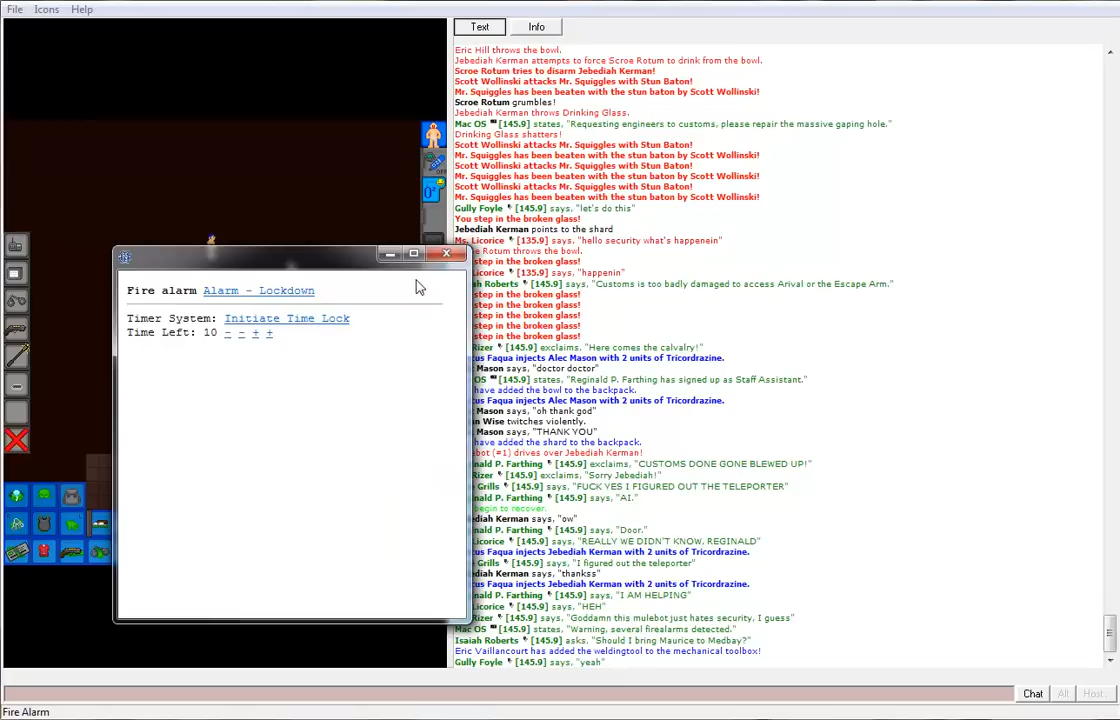 File Icons Help
Text Info
Eric Hill throws the bowl.
Jebediah Kerman attempts to force Scroe Rotum to drink from the bowl.
Scroe Rotum tries to disarm Jebediah Kerman!
Scott Wollinski attacks Mr. Squiggles with Stun Baton!
Mr. Squiggles has been beaten with the stun baton by Scott Wollinski!
Scroe Rotum grumbles!
Jebediah Kerman throws Drinking Glass.
Mac OS [145.9] states, "Requesting engineers to customs, please repair the massive gaping hole."
Drinking Glass shatters!
Scott Wollinski attacks Mr. Squiggles with Stun Baton!
Mr. Squiggles has been beaten with the stun baton by Scott Wollinski!
Scott Wollinski attacks Mr. Squiggles with Stun Baton!
Mr. Squiggles has been beaten with the stun baton by Scott Wollinski!
Scott Wollinski attacks Mr. Squiggles with Stun Baton!
Mr. Squiggles has been beaten with the stun baton by Scott Wollinski!
Gully Foyle [145.9] says, "let's do this"
You step in the broken glass!
Jebediah Kerman points to the shard
Ms. Licorice [135.9] says, "hello security what's happenein"
Rotum throws the bowl.
step in the broken glass!
Licorice [135.9] says, "happenin"
Roberts [145.9] states, "Customs is too badly damaged to access Arival or the Escape Arm."
step in the broken glass!
step in the broken glass!
step in the broken glass!
step in the broken glass!
step in the broken glass!
Rizer [145.9] exclaims, "Here comes the calvalry!"
Faqua injects Alec Mason with 2 units of Tricordrazine.
Mason says, "doctor doctor"
OS [145.9] states, "Reginald P. Farthing has signed up as Staff Assistant."
have added the bowl to the backpack.
Faqua injects Alec Mason with 2 units of Tricordrazine.
Mason says, "oh thank god"
Wise twitches violently.
Mason says, "THANK YOU"
have added the shard to the backpack.
(#1) drives over Jebediah Kerman!
P. Farthing [145.9] exclaims, "CUSTOMS DONE GONE BLEWED UP!"
Rizer [145.9] exclaims, "Sorry Jebediah!"
Grills [145.9] says, "FUCK YES I FIGURED OUT THE TELEPORTER"
P. Farthing [145.9] says, "AI."
begin to recover.
Kerman says, "ow"
P. Farthing [145.9] says, "Door."
Licorice [145.9] says, "REALLY WE DIDN'T KNOW, REGINALD"
Faqua injects Jebediah Kerman with 2 units of Tricordrazine.
Grills [145.9] says, "I figured out the teleporter"
Kerman says, "thankss"
Faqua injects Jebediah Kerman with 2 units of Tricordrazine.
P. Farthing [145.9] says, "I AM HELPING"
Licorice [145.9] says, "HEH"
Rizer [145.9] says, "Goddamn this mulebot just hates security, I guess"
Mac OS [145.9] states, "Warning, several firealarms detected."
Isaiah Roberts [145.9] asks, "Should I bring Maurice to Medbay?"
Eric Vaillancourt has added the weldingtool to the mechanical toolbox!
Gully Foyle [145.9] says, "yeah"
Fire alarm Alarm - Lockdown
Timer System: Initiate Time Lock
Time Left: 10 - - + +
Chat Alt Host
Fire Alarm